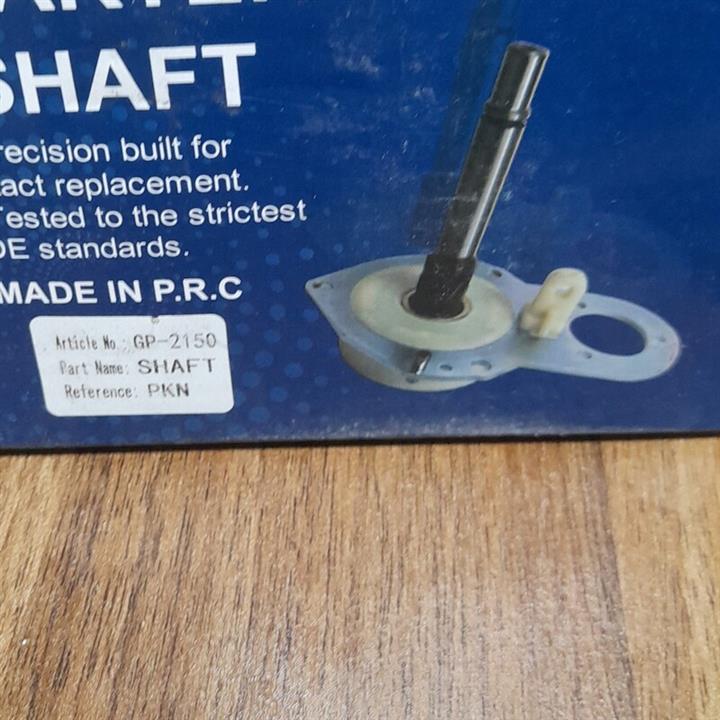 SHAFT
recision built for
act replacement.
Tested to the strictest
OE standards.
MADE IN P.R.C
Article No.: GP-2150
Part Name: SHAFT
Reference: PKN